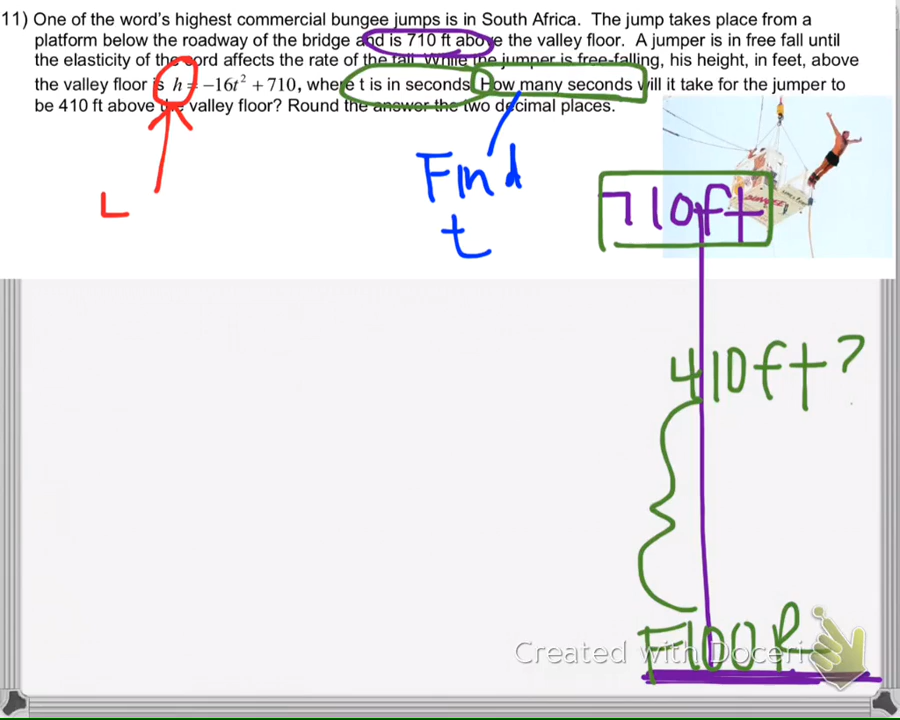 11) One of the word's highest commercial bungee jumps is in South Africa. The jump takes place from a
platform below the roadway of the bridge and is 710 ft above the valley floor. A jumper is in free fall until
the elasticity of the cord affects the rate of the fall. While the jumper is free-falling, his height, in feet, above
the valley floor is h = −16t² + 710, where t is in seconds. How many seconds will it take for the jumper to
be 410 ft above the valley floor? Round the answer the two decimal places.
Find
t
L
710ft
410ft?
FlOOR
Created with Doceri